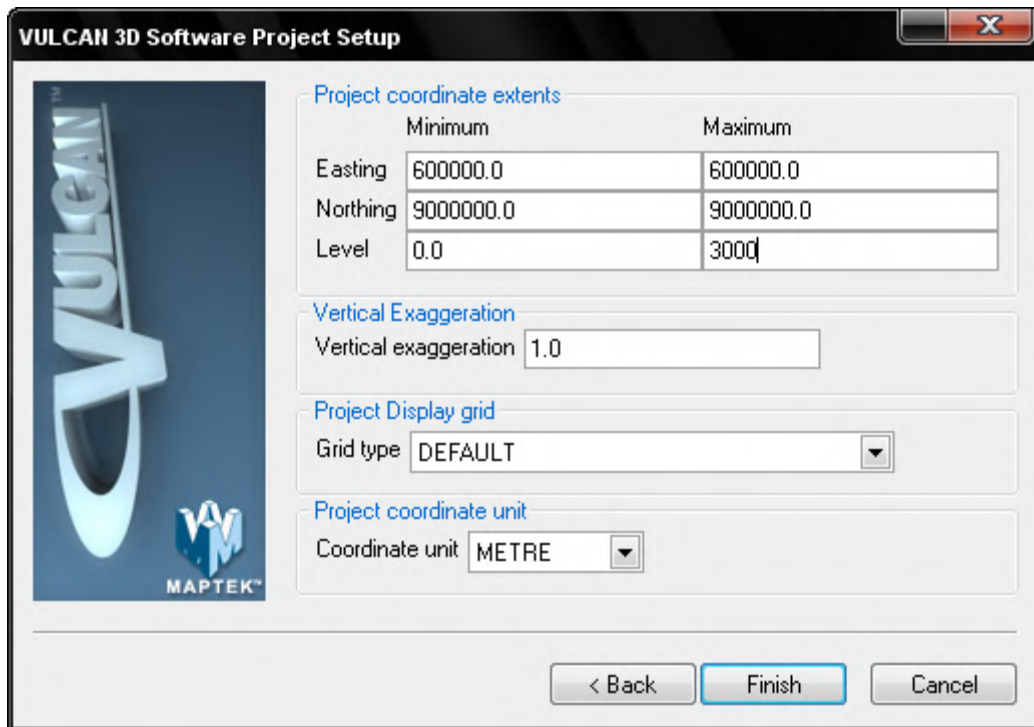 VULCAN 3D Software Project Setup
VULCAN™
MAPTEK™
Project coordinate extents
Minimum Maximum
Easting 600000.0 600000.0
Northing 9000000.0 9000000.0
Level 0.0 3000
Vertical Exaggeration
Vertical exaggeration 1.0
Project Display grid
Grid type DEFAULT
Project coordinate unit
Coordinate unit METRE
< Back Finish Cancel